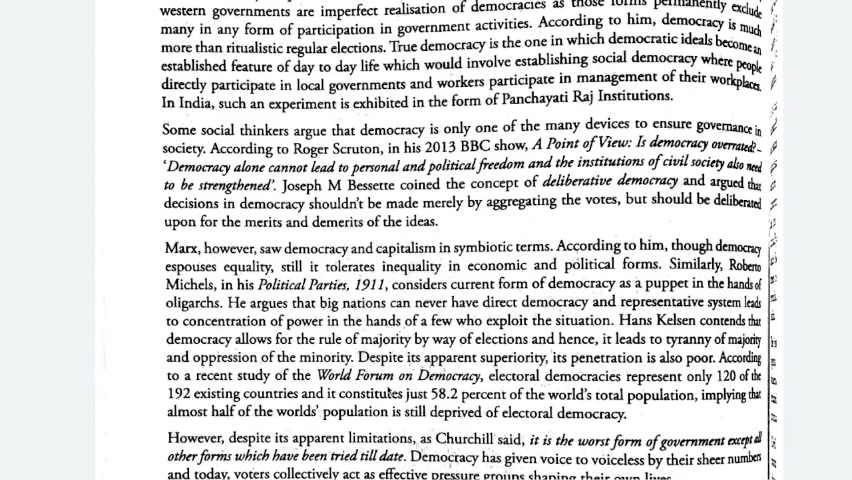 western governments are imperfect realisation of democracies as those forms permanently exclude
many in any form of participation in government activities. According to him, democracy is much
more than ritualistic regular elections. True democracy is the one in which democratic ideals become an
established feature of day to day life which would involve establishing social democracy where people
directly participate in local governments and workers participate in management of their workplaces.
In India, such an experiment is exhibited in the form of Panchayati Raj Institutions.
Some social thinkers argue that democracy is only one of the many devices to ensure governance in
society. According to Roger Scruton, in his 2013 BBC show, A Point of View: Is democracy overrated?–
‘Democracy alone cannot lead to personal and political freedom and the institutions of civil society also need
to be strengthened’. Joseph M Bessette coined the concept of deliberative democracy and argued that
decisions in democracy shouldn’t be made merely by aggregating the votes, but should be deliberated
upon for the merits and demerits of the ideas.
Marx, however, saw democracy and capitalism in symbiotic terms. According to him, though democracy
espouses equality, still it tolerates inequality in economic and political forms. Similarly, Roberto
Michels, in his Political Parties, 1911, considers current form of democracy as a puppet in the hands of
oligarchs. He argues that big nations can never have direct democracy and representative system leads
to concentration of power in the hands of a few who exploit the situation. Hans Kelsen contends that
democracy allows for the rule of majority by way of elections and hence, it leads to tyranny of majority
and oppression of the minority. Despite its apparent superiority, its penetration is also poor. According
to a recent study of the World Forum on Democracy, electoral democracies represent only 120 of the
192 existing countries and it constitutes just 58.2 percent of the world’s total population, implying that
almost half of the worlds’ population is still deprived of electoral democracy.
However, despite its apparent limitations, as Churchill said, it is the worst form of government except all
other forms which have been tried till date. Democracy has given voice to voiceless by their sheer numbers
and today, voters collectively act as effective pressure groups shaping their own lives